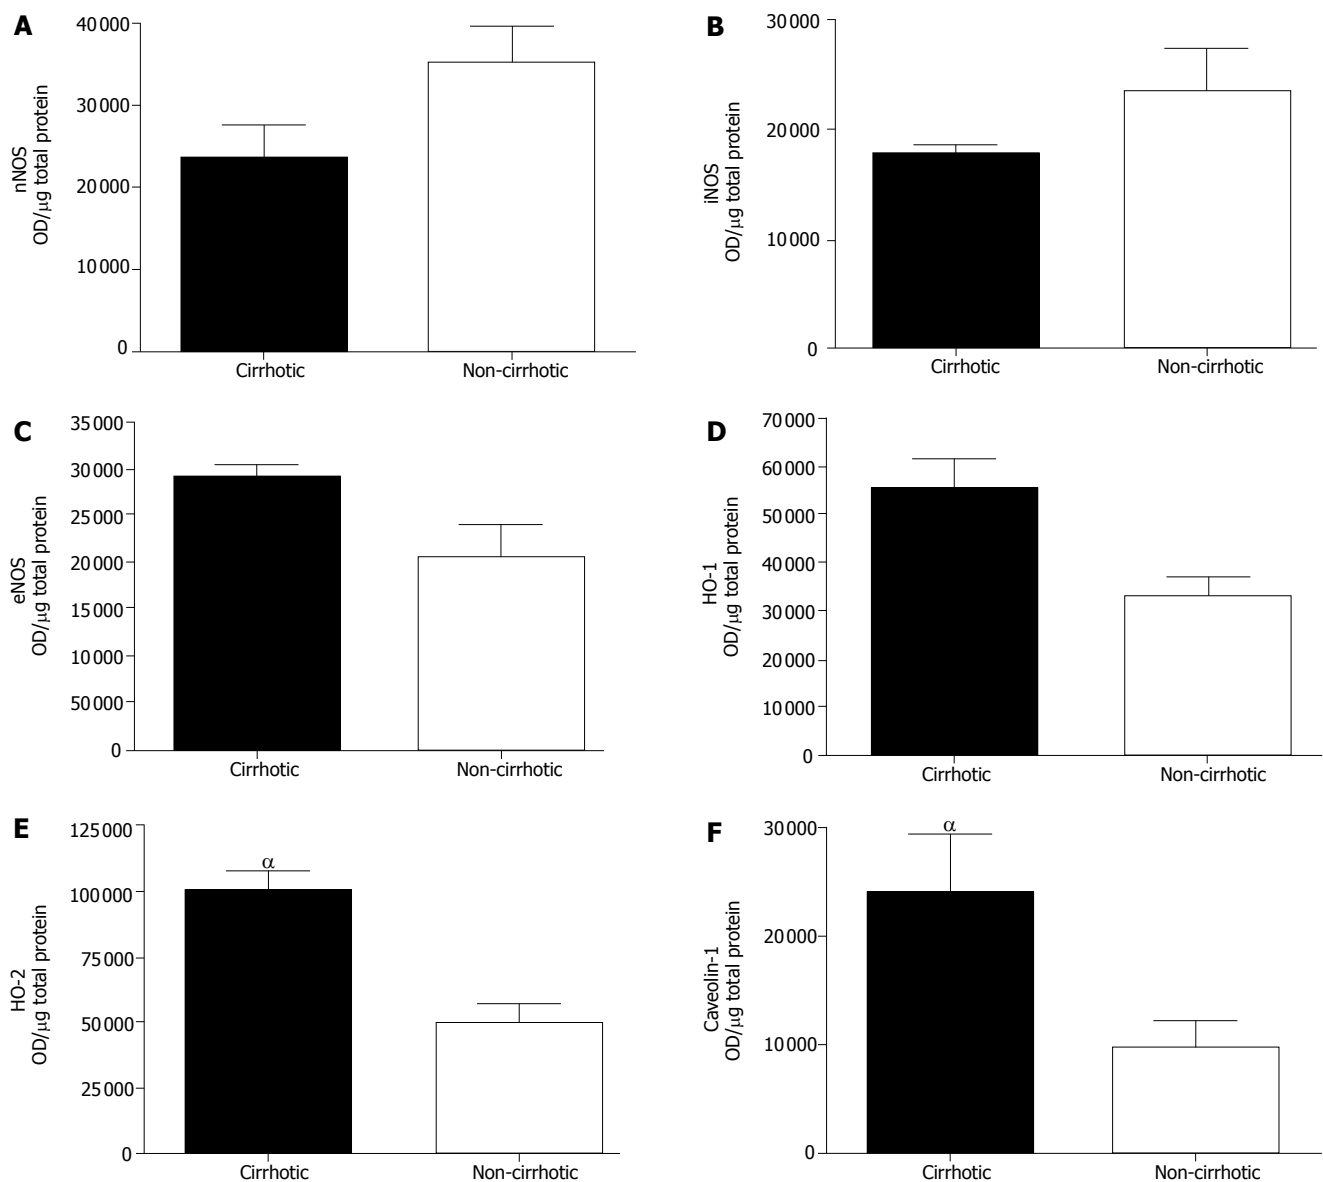 A
nNOS
OD/μg total protein
40 000
30 000
20 000
10 000
0
Cirrhotic
Non-cirrhotic
B
iNOS
OD/μg total protein
30 000
20 000
10 000
0
Cirrhotic
Non-cirrhotic
C
eNOS
OD/μg total protein
35 000
30 000
25 000
20 000
15 000
10 000
50 000
0
Cirrhotic
Non-cirrhotic
D
HO-1
OD/μg total protein
70 000
60 000
50 000
40 000
30 000
20 000
10 000
0
Cirrhotic
Non-cirrhotic
E
HO-2
OD/μg total protein
125 000
100 000
75 000
50 000
25 000
0
α
Cirrhotic
Non-cirrhotic
F
Caveolin-1
OD/μg total protein
30 000
20 000
10 000
0
α
Cirrhotic
Non-cirrhotic